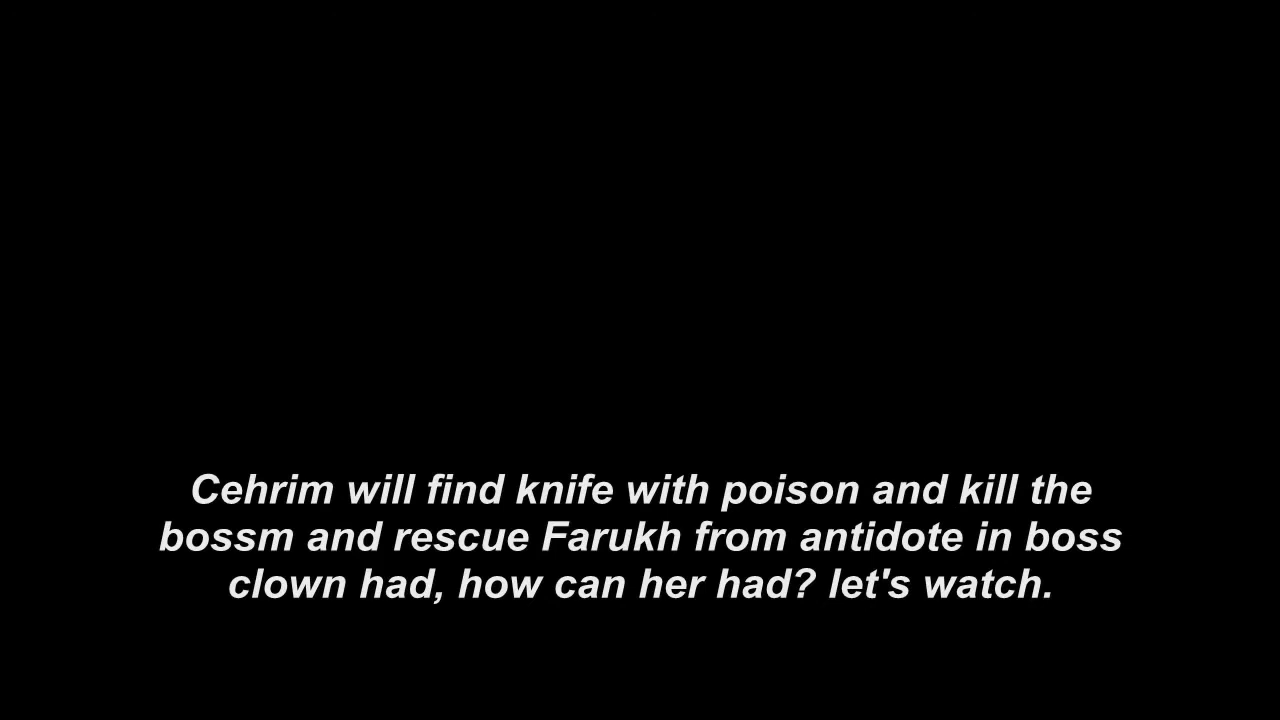 Cehrim will find knife with poison and kill the
bossm and rescue Farukh from antidote in boss
clown had, how can her had? let's watch.